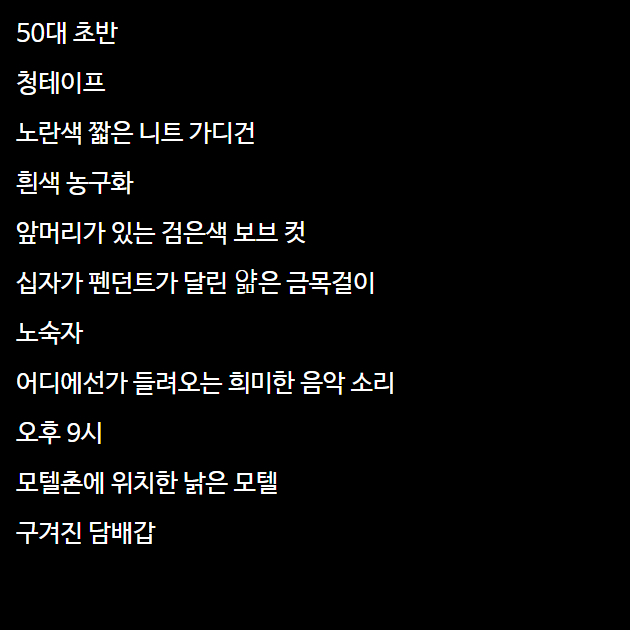 50대 초반
청테이프
노란색 짧은 니트 가디건
흰색 농구화
앞머리가 있는 검은색 보브 컷
십자가 펜던트가 달린 얇은 금목걸이
노숙자
어디에선가 들려오는 희미한 음악 소리
오후 9시
모텔촌에 위치한 낡은 모텔
구겨진 담배갑